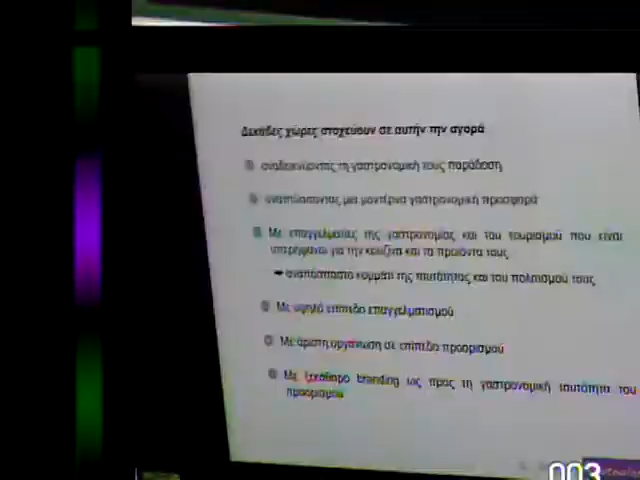 Δεκάδες χώρες στοχεύουν σε αυτήν την αγορά
αναδεικνύοντας τη γαστρονομική τους παράδοση
αναπτύσσοντας μια μοντέρνα γαστρονομική προσφορά
Με επαγγελματίες της γαστρονομίας και του τουρισμού που είναι
υπερήφανοι για την κουζίνα και τα προϊόντα τους
➡ αναπόσπαστο κομμάτι της ταυτότητας και του πολιτισμού τους
Με υψηλό επίπεδο επαγγελματισμού
Με άριστη οργάνωση σε επίπεδο προορισμού
Με ξεκάθαρο branding ως προς τη γαστρονομική ταυτότητα του
προορισμού
003